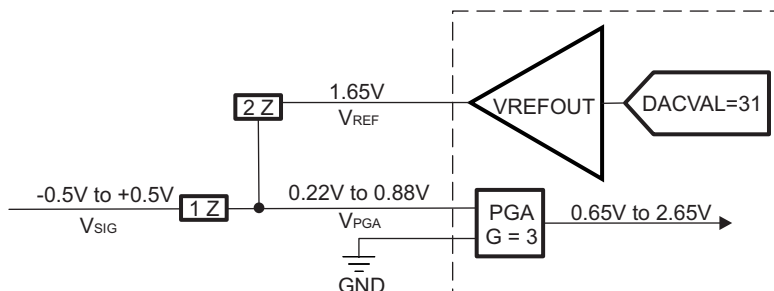 1.65V
VREFOUT
DACVAL=31
2 Z
VREF
-0.5V to +0.5V
0.22V to 0.88V
1 Z
PGA
G = 3
0.65V to 2.65V
VSIG
VPGA
GND